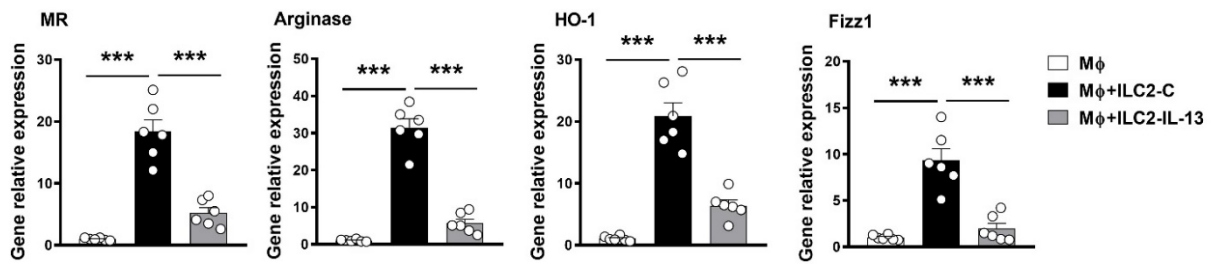 MR
Gene relative expression
30
20
10
0
***
***
Arginase
Gene relative expression
50
40
30
20
10
0
***
***
HO-1
Gene relative expression
30
20
10
0
***
***
Fizz1
Gene relative expression
20
15
10
5
0
***
***
Mϕ
Mϕ+ILC2-C
Mϕ+ILC2-IL-13